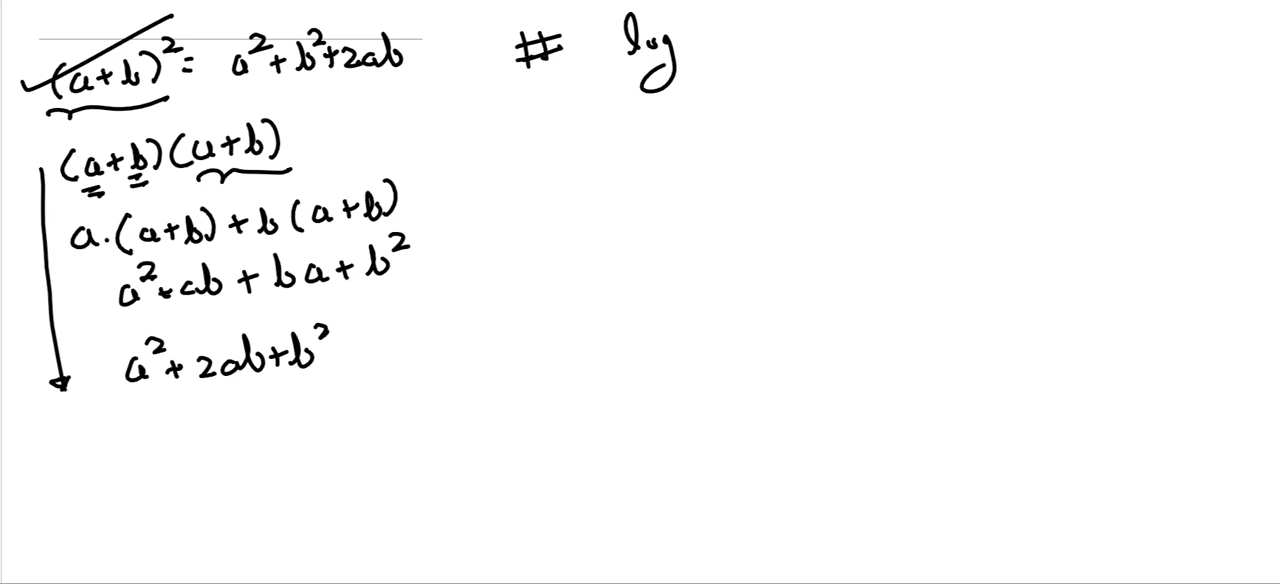 (a+b)² = a²+b²+2ab
(a+b)(a+b)
a.(a+b)+b(a+b)
a²+ab+ba+b²
a²+2ab+b²
# log